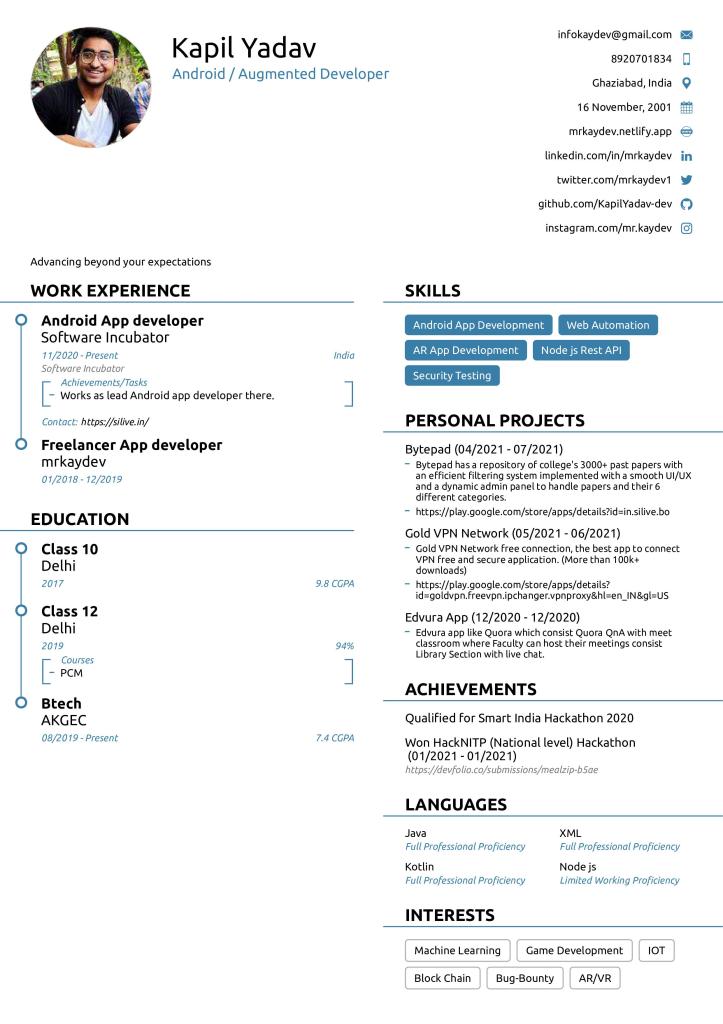 Kapil Yadav
Android / Augmented Developer
infokaydev@gmail.com
8920701834
Ghaziabad, India
16 November, 2001
mrkaydev.netlify.app
linkedin.com/in/mrkaydev
twitter.com/mrkaydev1
github.com/KapilYadav-dev
instagram.com/mr.kaydev
Advancing beyond your expectations
WORK EXPERIENCE
Android App developer
Software Incubator
11/2020 - Present
India
Software Incubator
Achievements/Tasks
– Works as lead Android app developer there.
Contact: https://silive.in/
Freelancer App developer
mrkaydev
01/2018 - 12/2019
EDUCATION
Class 10
Delhi
2017
9.8 CGPA
Class 12
Delhi
2019
94%
Courses
– PCM
Btech
AKGEC
08/2019 - Present
7.4 CGPA
SKILLS
Android App Development
Web Automation
AR App Development
Node js Rest API
Security Testing
PERSONAL PROJECTS
Bytepad (04/2021 - 07/2021)
– Bytepad has a repository of college's 3000+ past papers with
an efficient filtering system implemented with a smooth UI/UX
and a dynamic admin panel to handle papers and their 6
different categories.
– https://play.google.com/store/apps/details?id=in.silive.bo
Gold VPN Network (05/2021 - 06/2021)
– Gold VPN Network free connection, the best app to connect
VPN free and secure application. (More than 100k+
downloads)
– https://play.google.com/store/apps/details?
id=goldvpn.freevpn.ipchanger.vpnproxy&hl=en_IN&gl=US
Edvura App (12/2020 - 12/2020)
– Edvura app like Quora which consist Quora QnA with meet
classroom where Faculty can host their meetings consist
Library Section with live chat.
ACHIEVEMENTS
Qualified for Smart India Hackathon 2020
Won HackNITP (National level) Hackathon
(01/2021 - 01/2021)
https://devfolio.co/submissions/mealzip-b5ae
LANGUAGES
Java
Full Professional Proficiency
XML
Full Professional Proficiency
Kotlin
Full Professional Proficiency
Node js
Limited Working Proficiency
INTERESTS
Machine Learning
Game Development
IOT
Block Chain
Bug-Bounty
AR/VR